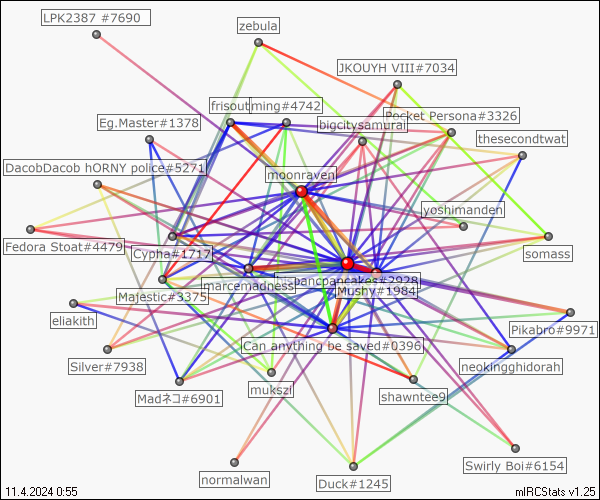 LPK2387 #7690
zebula
JKOUYH VIII#7034
frisout
ming#4742
Pocket Persona#3326
Eg.Master#1378
bigcitysamurai
thesecondtwat
DacobDacob hORNY police#5271
moonraven
yoshimanden
Fedora Stoat#4479
Cypha#1717
somass
marcemadness
hispancpancakes#2928
Mushy#1984
Majestic#3375
eliakith
Pikabro#9971
Can anything be saved#0396
Silver#7938
neokingghidorah
Madネコ#6901
mukszi
shawntee9
Swirly Boi#6154
normalwan
Duck#1245
11.4.2024 0:55
mIRCStats v1.25